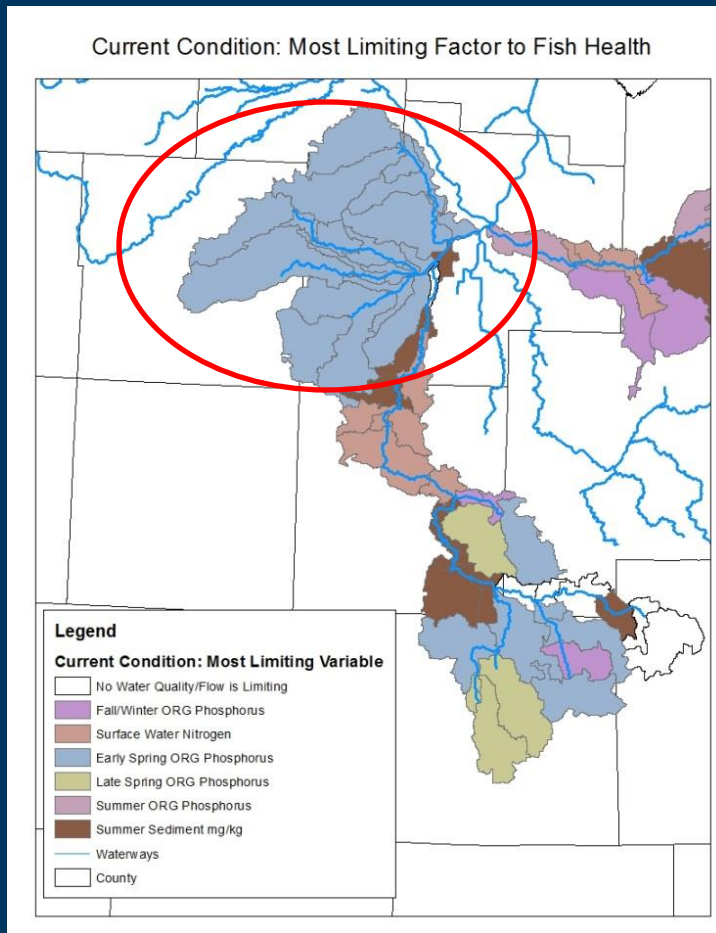 Current Condition: Most Limiting Factor to Fish Health
Legend
Current Condition: Most Limiting Variable
No Water Quality/Flow is Limiting
Fall/Winter ORG Phosphorus
Surface Water Nitrogen
Early Spring ORG Phosphorus
Late Spring ORG Phosphorus
Summer ORG Phosphorus
Summer Sediment mg/kg
Waterways
County